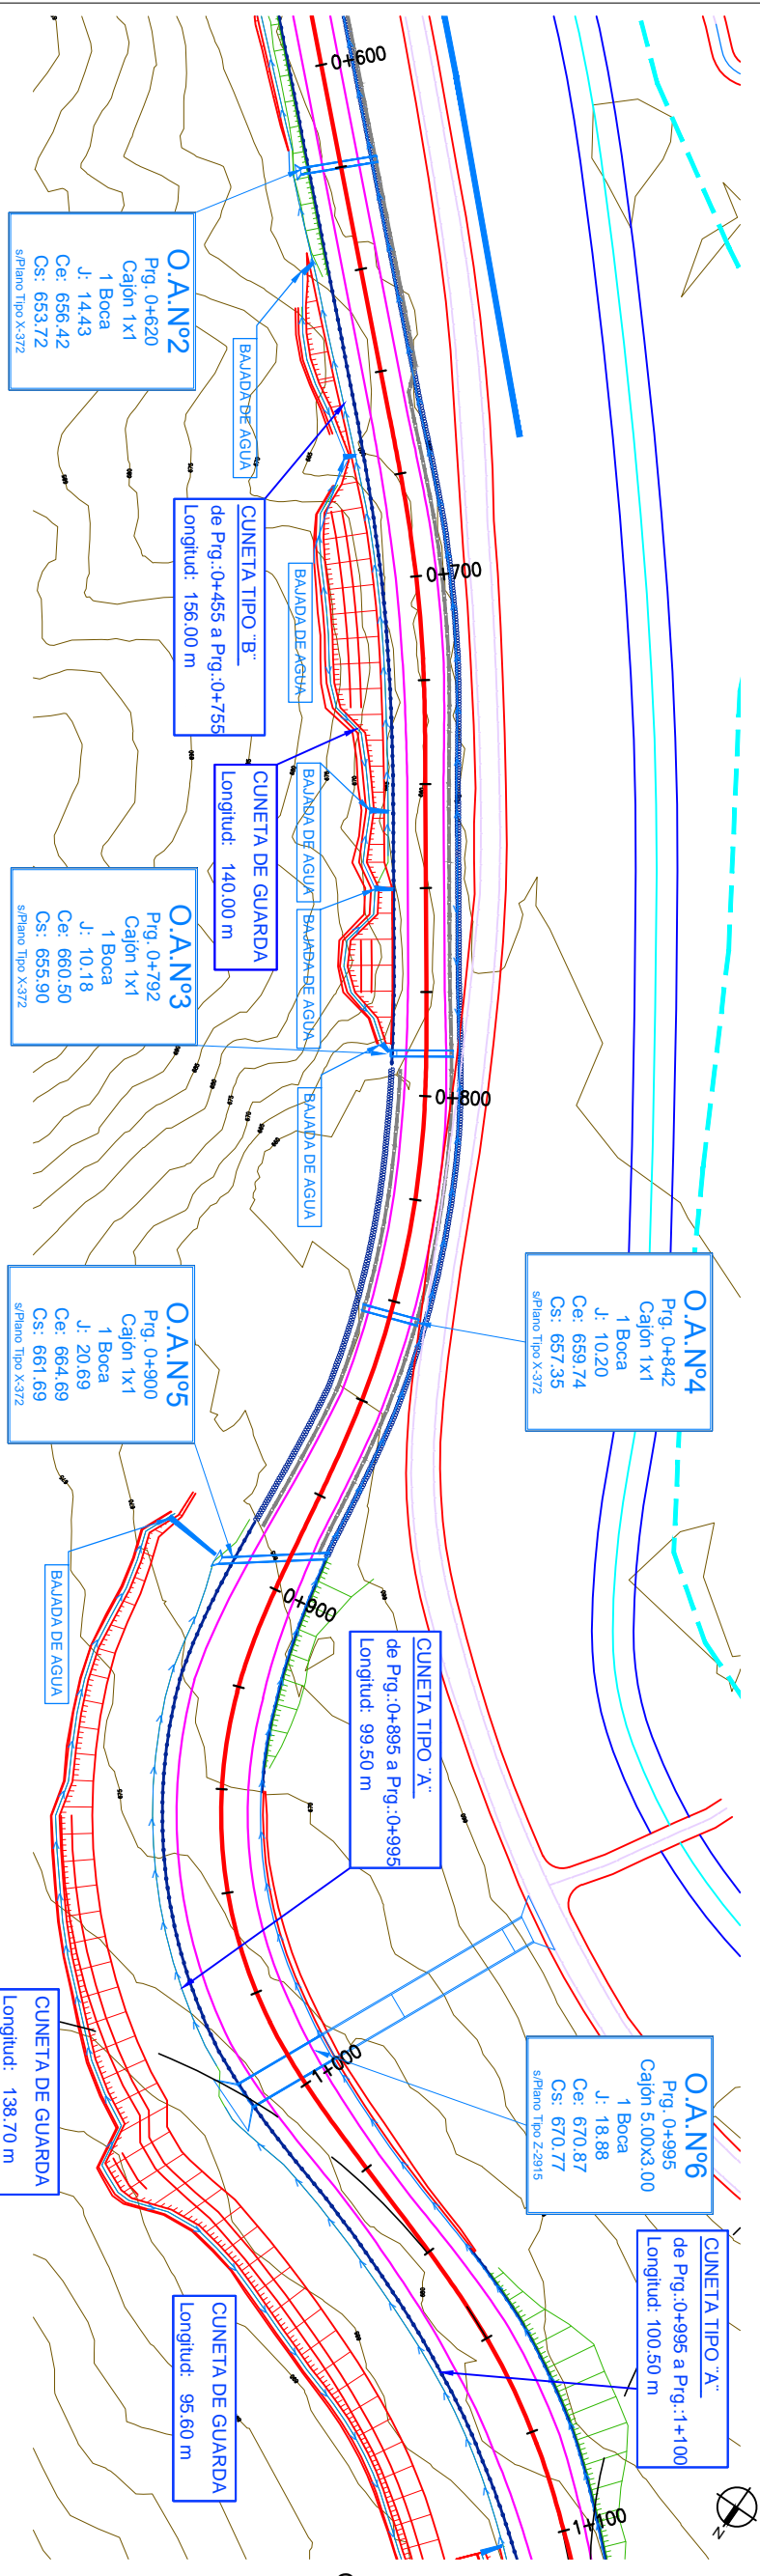 0+600
O.A.Nº2
Prg. 0+620
Cajón 1x1
1 Boca
J: 14.43
Ce: 656.42
Cs: 653.72
s/Plano Tipo X-372
BAJADA DE AGUA
CUNETA TIPO ¨B¨
de Prg.:0+455 a Prg.:0+755
Longitud: 156.00 m
BAJADA DE AGUA
0+700
CUNETA DE GUARDA
Longitud: 140.00 m
BAJADA DE AGUA
BAJADA DE AGUA
BAJADA DE AGUA
O.A.Nº3
Prg. 0+792
Cajón 1x1
1 Boca
J: 10.18
Ce: 660.50
Cs: 655.90
s/Plano Tipo X-372
0+800
O.A.Nº4
Prg. 0+842
Cajón 1x1
1 Boca
J: 10.20
Ce: 659.74
Cs: 657.35
s/Plano Tipo X-372
O.A.Nº5
Prg. 0+900
Cajón 1x1
1 Boca
J: 20.69
Ce: 664.69
Cs: 661.69
s/Plano Tipo X-372
BAJADA DE AGUA
0+900
CUNETA TIPO ¨A¨
de Prg.:0+895 a Prg.:0+995
Longitud: 99.50 m
CUNETA DE GUARDA
Longitud: 138.70 m
1+000
O.A.Nº6
Prg. 0+995
Cajón 5.00x3.00
1 Boca
J: 18.88
Ce: 670.87
Cs: 670.77
s/Plano Tipo Z-2915
CUNETA TIPO ¨A¨
de Prg.:0+995 a Prg.:1+100
Longitud: 100.50 m
CUNETA DE GUARDA
Longitud: 95.60 m
1+100
N